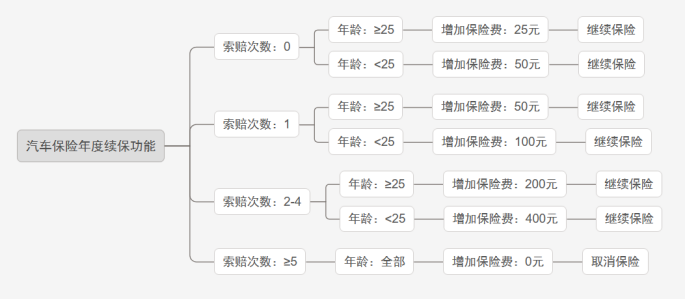 汽车保险年度续保功能
索赔次数：0
年龄：≥25
增加保险费：25元
继续保险
年龄：<25
增加保险费：50元
继续保险
索赔次数：1
年龄：≥25
增加保险费：50元
继续保险
年龄：<25
增加保险费：100元
继续保险
索赔次数：2-4
年龄：≥25
增加保险费：200元
继续保险
年龄：<25
增加保险费：400元
继续保险
索赔次数：≥5
年龄：全部
增加保险费：0元
取消保险